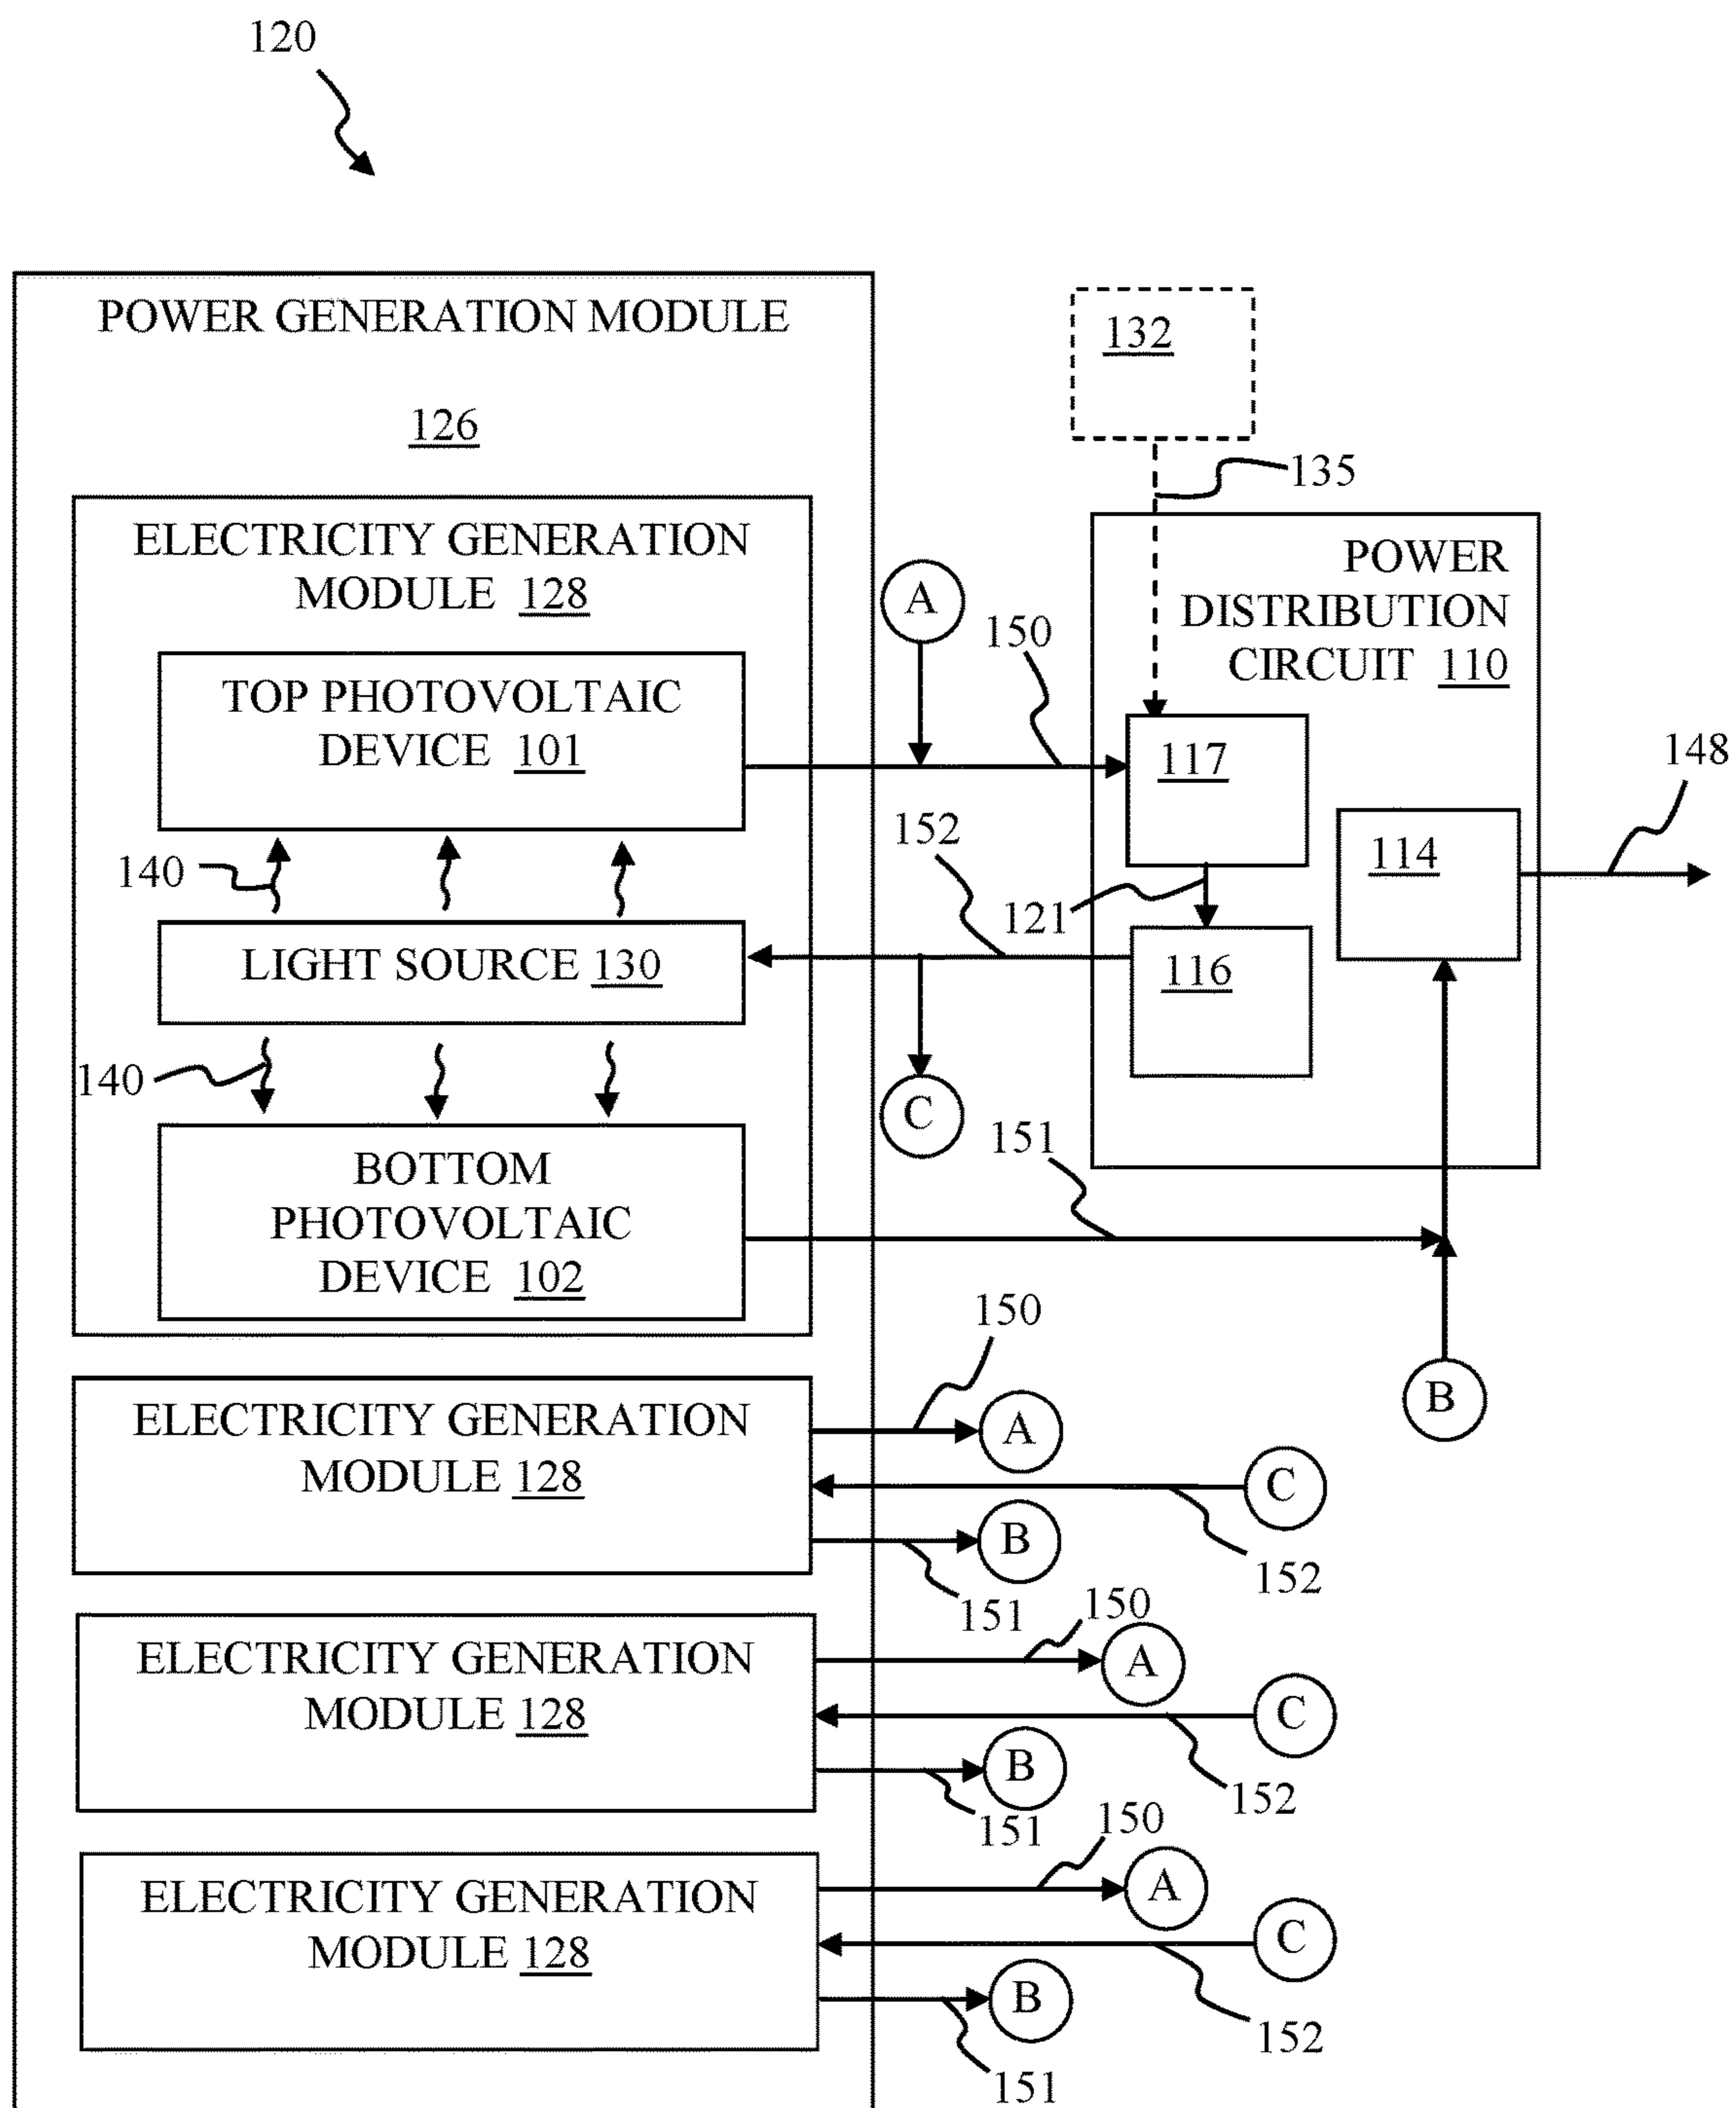 120
POWER GENERATION MODULE
126
132
135
ELECTRICITY GENERATION
MODULE 128
POWER
DISTRIBUTION
CIRCUIT 110
A
150
TOP PHOTOVOLTAIC
DEVICE 101
117
148
152
114
140
121
LIGHT SOURCE 130
116
140
C
151
BOTTOM
PHOTOVOLTAIC
DEVICE 102
150
B
ELECTRICITY GENERATION
MODULE 128
A
C
B
152
151
150
ELECTRICITY GENERATION
MODULE 128
A
C
B
152
151
150
ELECTRICITY GENERATION
MODULE 128
A
C
B
152
151